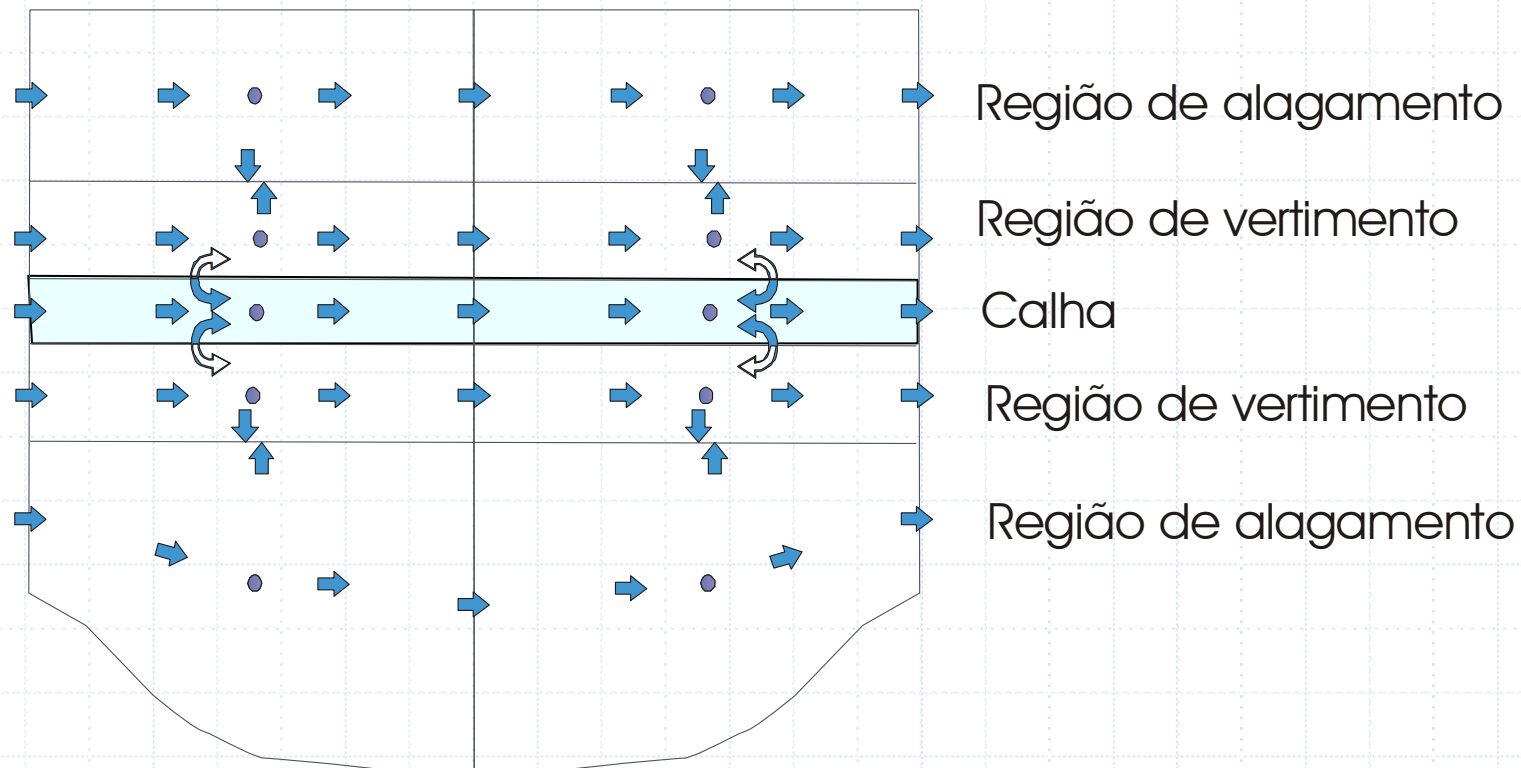 Região de alagamento
Região de vertimento
Calha
Região de vertimento
Região de alagamento